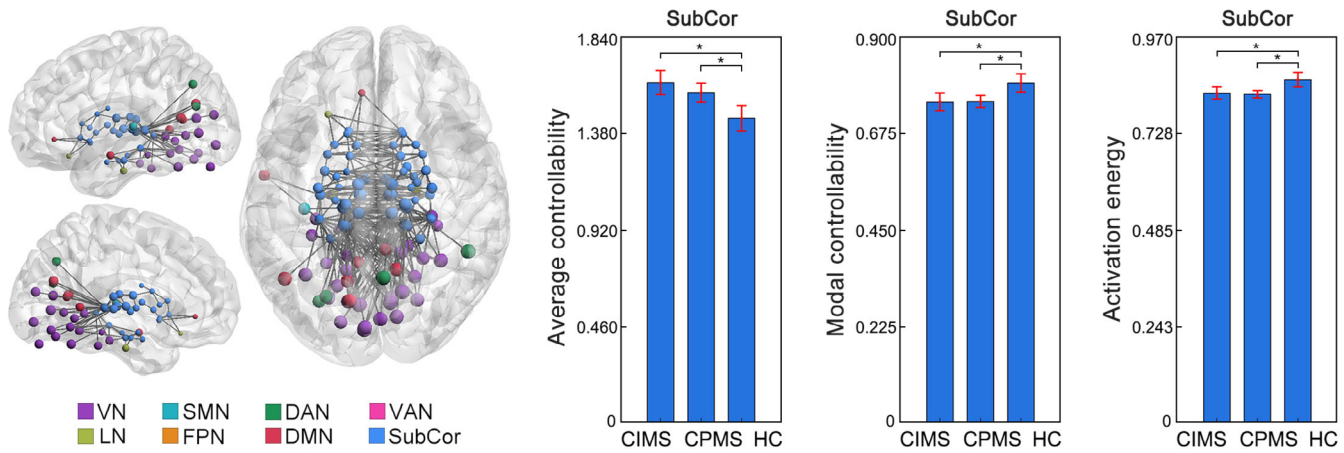 VN SMN DAN VAN
LN FPN DMN SubCor
SubCor
Average controllability
1.840
1.380
0.920
0.460
0
* 
*
CIMS CPMS HC
SubCor
Modal controllability
0.900
0.675
0.450
0.225
0
*
*
CIMS CPMS HC
SubCor
Activation energy
0.970
0.728
0.485
0.243
0
*
*
CIMS CPMS HC